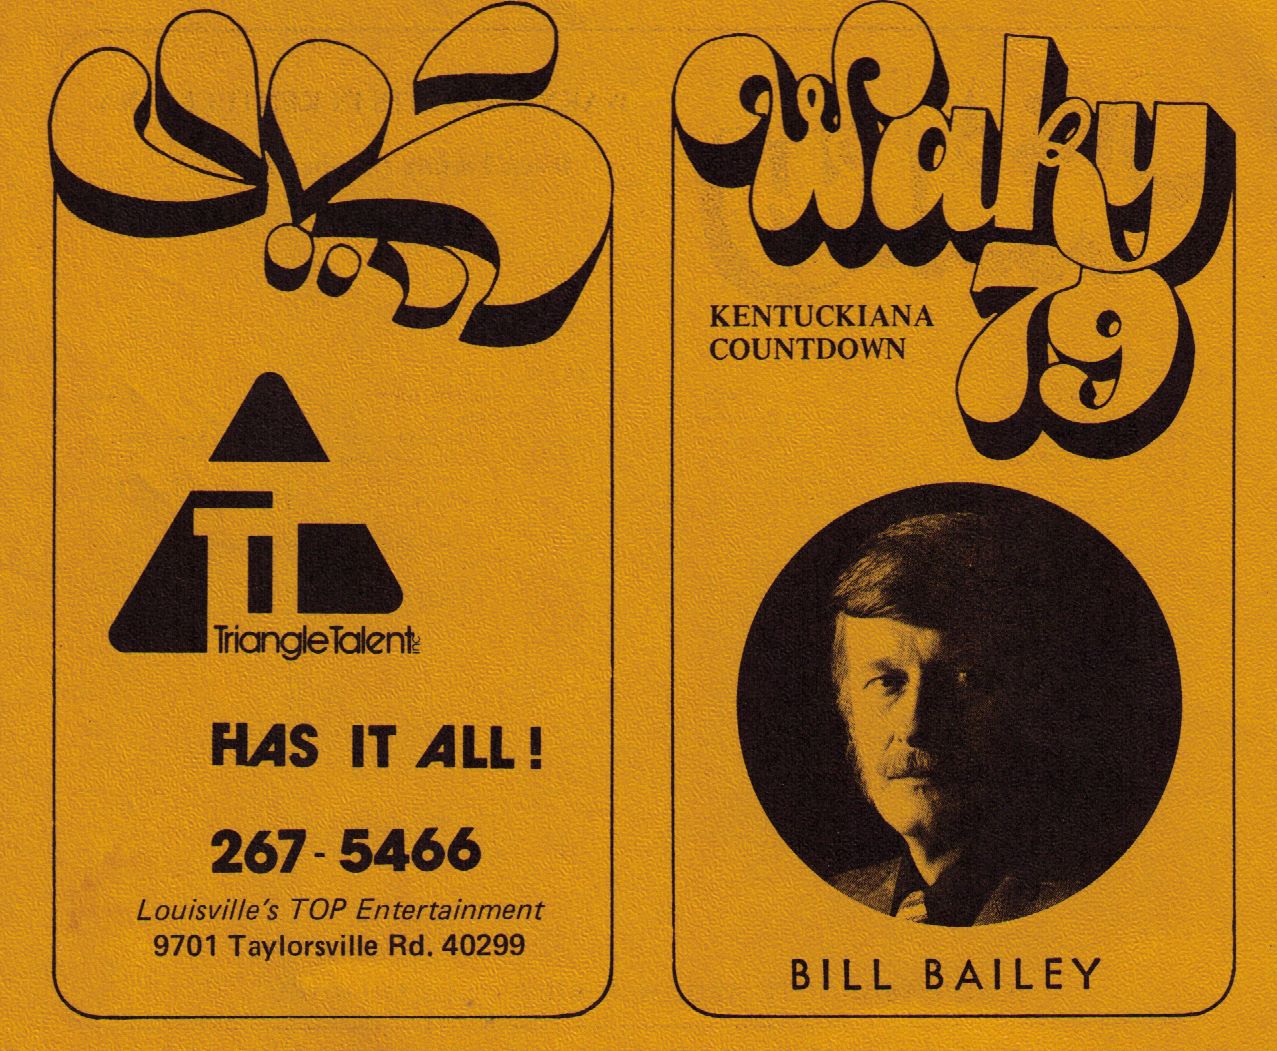 TriangleTalent inc
HAS IT ALL!
267-5466
Louisville's TOP Entertainment
9701 Taylorsville Rd. 40299
Waky
79
KENTUCKIANA
COUNTDOWN
BILL BAILEY